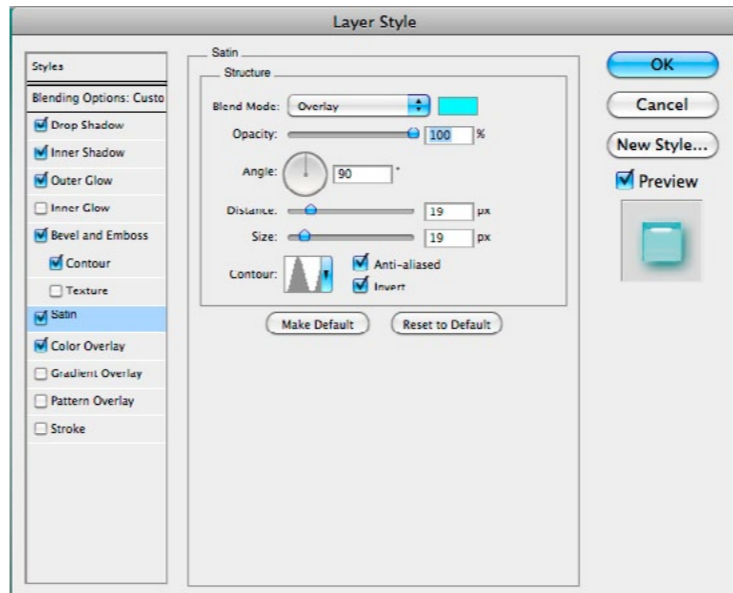 Layer Style
Styles
Blending Options: Custo
Drop Shadow
Inner Shadow
Outer Glow
Inner Glow
Bevel and Emboss
Contour
Texture
Satin
Color Overlay
Gradient Overlay
Pattern Overlay
Stroke
Satin
Structure
Blend Mode: Overlay
Opacity: 100 %
Angle: 90 °
Distance: 19 px
Size: 19 px
Contour: Anti-aliased
Invert
Make Default Reset to Default
OK
Cancel
New Style...
Preview